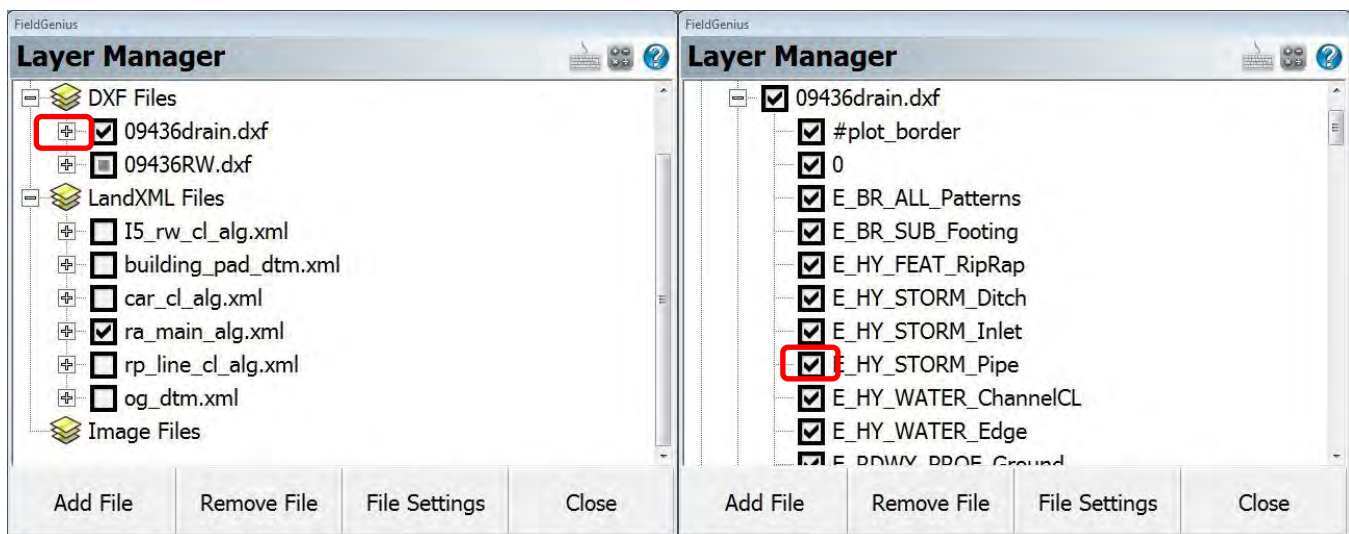 FieldGenius
Layer Manager
DXF Files
09436drain.dxf
09436RW.dxf
LandXML Files
I5_rw_cl_alg.xml
building_pad_dtm.xml
car_cl_alg.xml
ra_main_alg.xml
rp_line_cl_alg.xml
og_dtm.xml
Image Files
Add File Remove File File Settings Close
FieldGenius
Layer Manager
09436drain.dxf
#plot_border
0
E_BR_ALL_Patterns
E_BR_SUB_Footing
E_HY_FEAT_RipRap
E_HY_STORM_Ditch
E_HY_STORM_Inlet
E_HY_STORM_Pipe
E_HY_WATER_ChannelCL
E_HY_WATER_Edge
E_RDWY_PROF_Ground
Add File Remove File File Settings Close